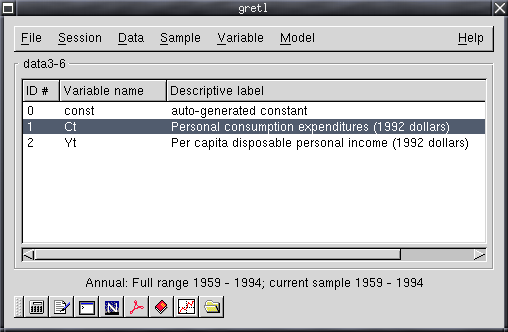 gretl
File Session Data Sample Variable Model Help
data3-6
ID # Variable name Descriptive label
0 const auto-generated constant
1 Ct Personal consumption expenditures (1992 dollars)
2 Yt Per capita disposable personal income (1992 dollars)
Annual: Full range 1959 - 1994; current sample 1959 - 1994